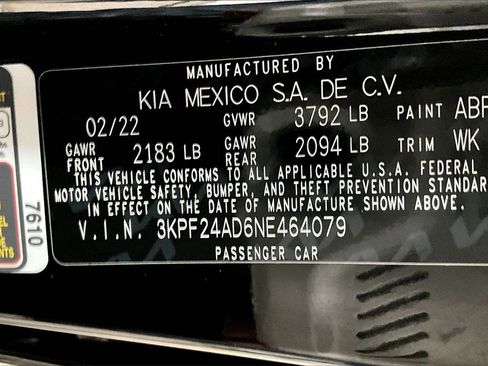 MANUFACTURED BY
KIA MEXICO S.A. DE C.V.
02/22 GVWR 3792 LB PAINT ABP
GAWR FRONT 2183 LB GAWR REAR 2094 LB TRIM WK
THIS VEHICLE CONFORMS TO ALL APPLICABLE U.S.A. FEDERAL
MOTOR VEHICLE SAFETY, BUMPER, AND THEFT PREVENTION STANDAR
IN EFFECT ON THE DATE OF MANUFACTURE SHOWN ABOVE.
V.I.N. 3KPF24AD6NE464079
PASSENGER CAR
7610